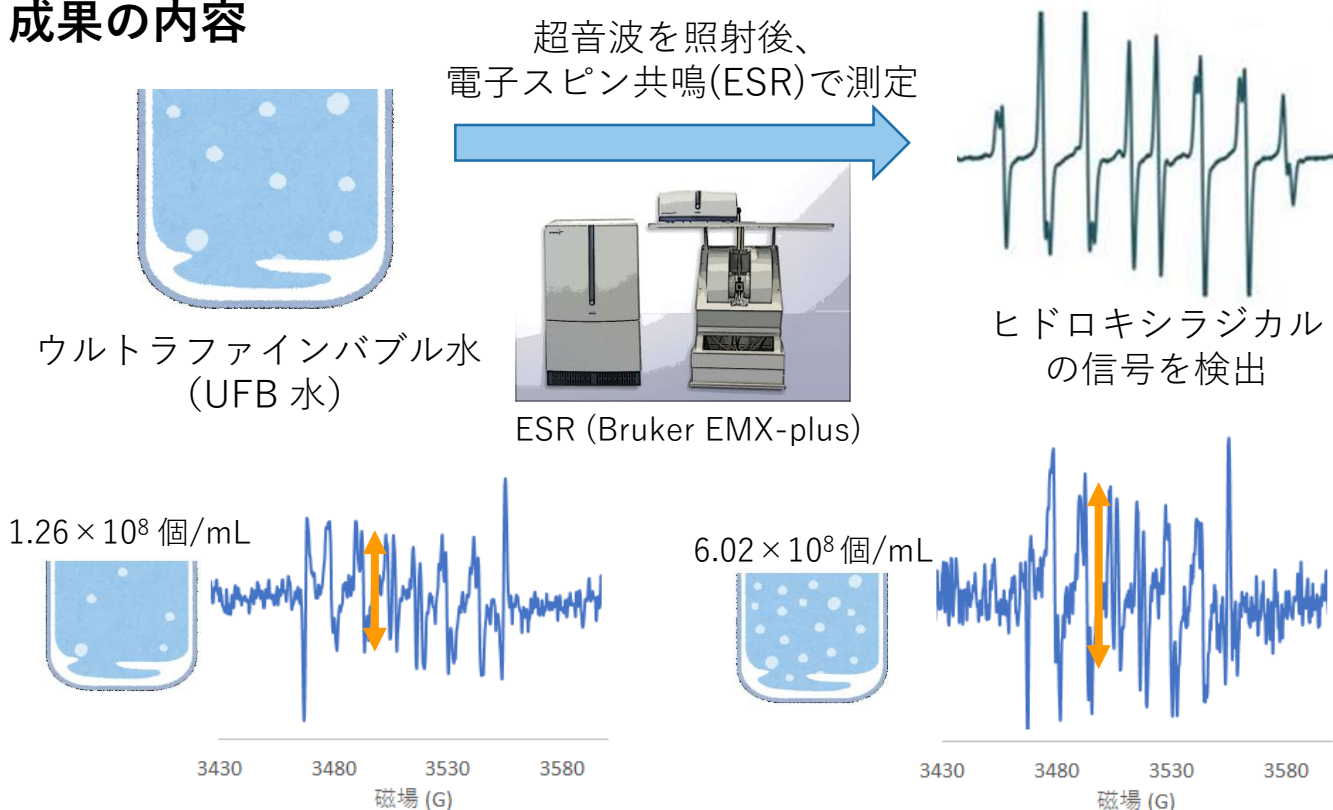 成果の内容
超音波を照射後、
電子スピン共鳴(ESR)で測定
ウルトラファインバブル水
(UFB 水)
ESR (Bruker EMX-plus)
ヒドロキシラジカル
の信号を検出
1.26×10⁸ 個/mL
3430 3480 3530 3580
磁場 (G)
6.02×10⁸ 個/mL
3430 3480 3530 3580
磁場 (G)